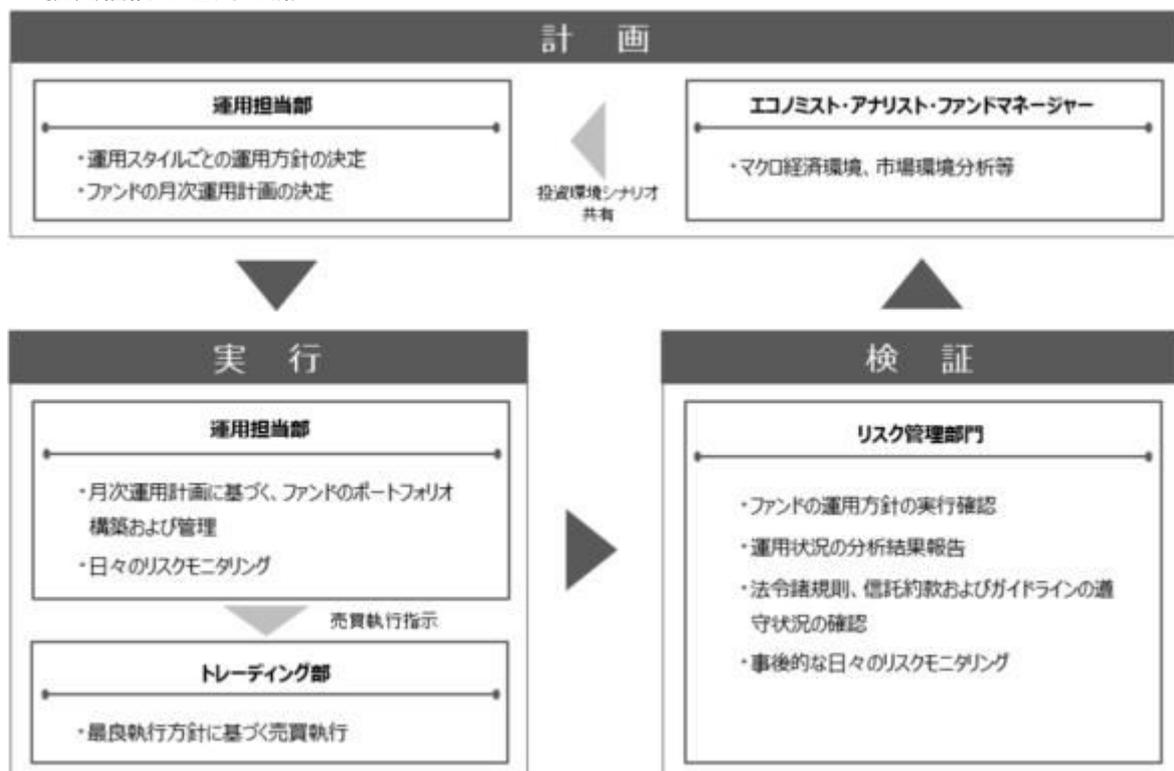 計 画
運用担当部
・運用スタイルごとの運用方針の決定
・ファンドの月次運用計画の決定
投資環境シナリオ
共有
エコノミスト・アナリスト・ファンドマネージャー
・マクロ経済環境、市場環境分析等
実 行
運用担当部
・月次運用計画に基づく、ファンドのポートフォリオ
構築および管理
・日々のリスクモニタリング
売買執行指示
トレーディング部
・最良執行方針に基づく売買執行
検 証
リスク管理部門
・ファンドの運用方針の実行確認
・運用状況の分析結果報告
・法令諸規則、信託約款およびガイドラインの遵
守状況の確認
・事後的な日々のリスクモニタリング